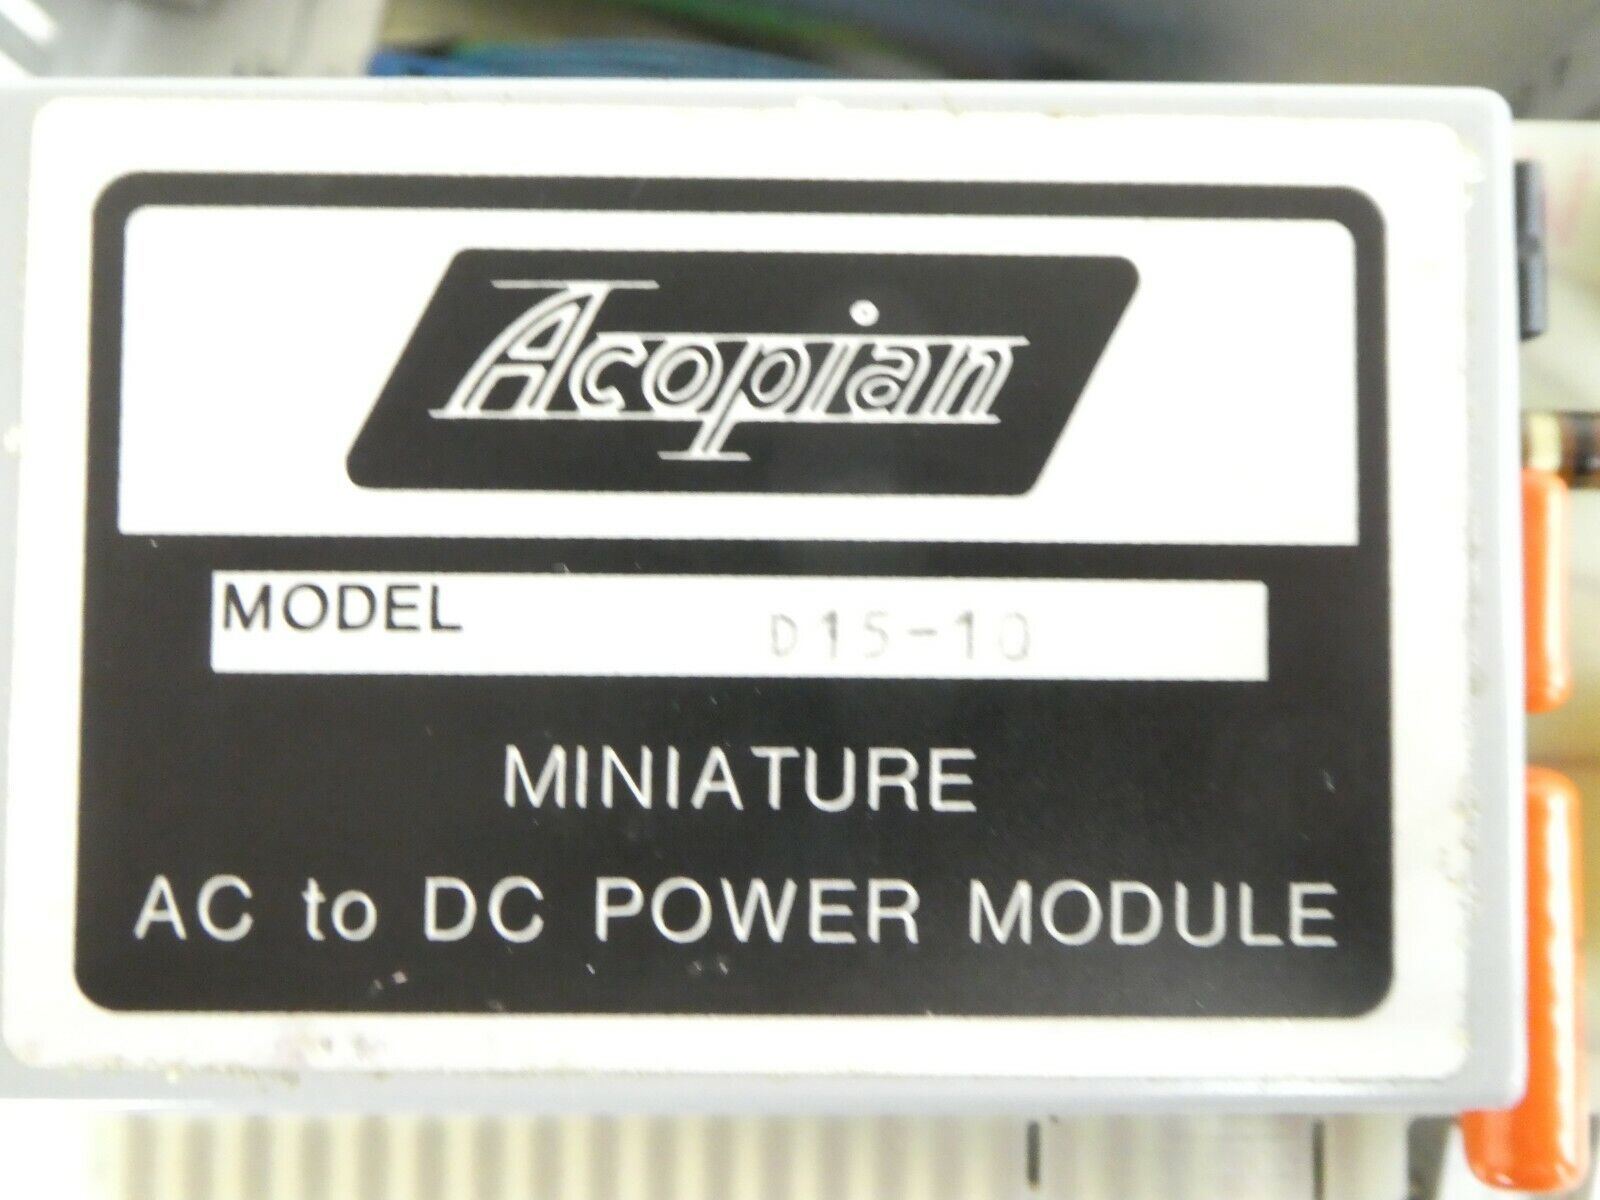 Acopian
MODEL D15-10
MINIATURE
AC to DC POWER MODULE